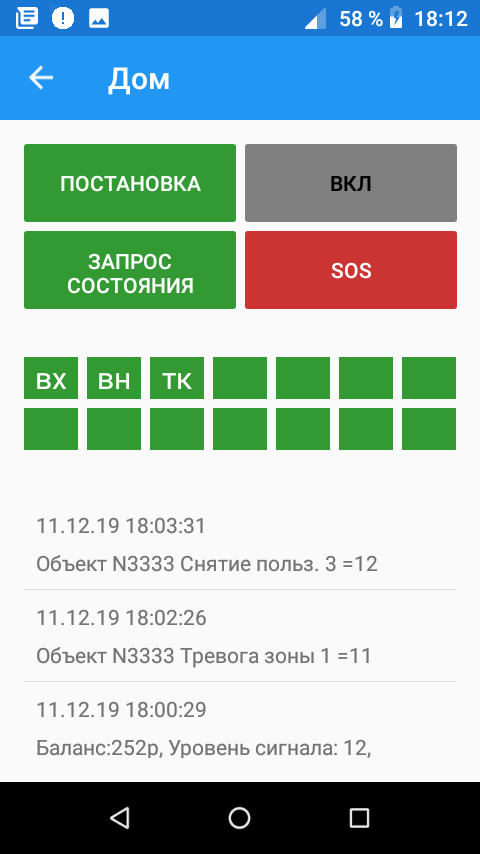 58 % 18:12
Дом
ПОСТАНОВКА
ВКЛ
ЗАПРОС
СОСТОЯНИЯ
SOS
ВХ ВН ТК
11.12.19 18:03:31
Объект N3333 Снятие польз. 3 =12
11.12.19 18:02:26
Объект N3333 Тревога зоны 1 =11
11.12.19 18:00:29
Баланс:252р, Уровень сигнала: 12,